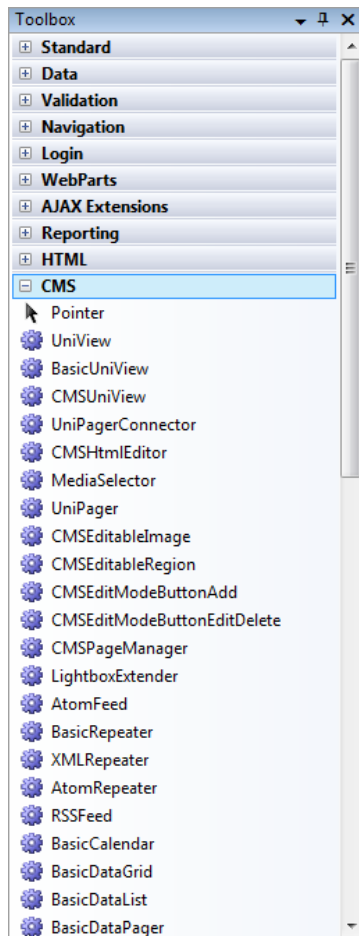 Toolbox
Standard
Data
Validation
Navigation
Login
WebParts
AJAX Extensions
Reporting
HTML
CMS
Pointer
UniView
BasicUniView
CMSUniView
UniPagerConnector
CMSHtmlEditor
MediaSelector
UniPager
CMSEditableImage
CMSEditableRegion
CMSEditModeButtonAdd
CMSEditModeButtonEditDelete
CMSPageManager
LightboxExtender
AtomFeed
BasicRepeater
XMLRepeater
AtomRepeater
RSSFeed
BasicCalendar
BasicDataGrid
BasicDataList
BasicDataPager